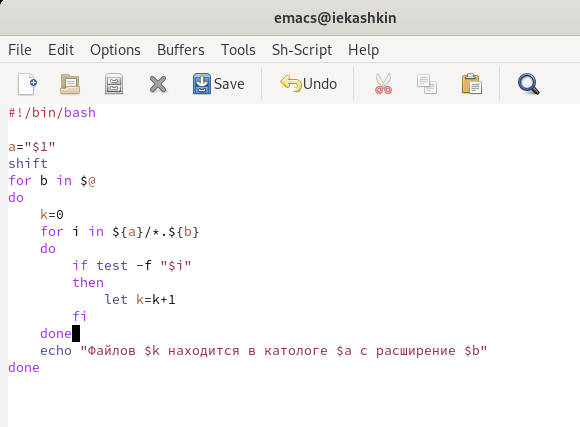 emacs@iekashkin
File Edit Options Buffers Tools Sh-Script Help
Save Undo
#!/bin/bash
a="$1"
shift
for b in $@
do
    k=0
    for i in ${a}/*.${b}
    do
        if test -f "$i"
        then
            let k=k+1
        fi
    done
    echo "Файлов $k находится в катологе $a с расширение $b"
done